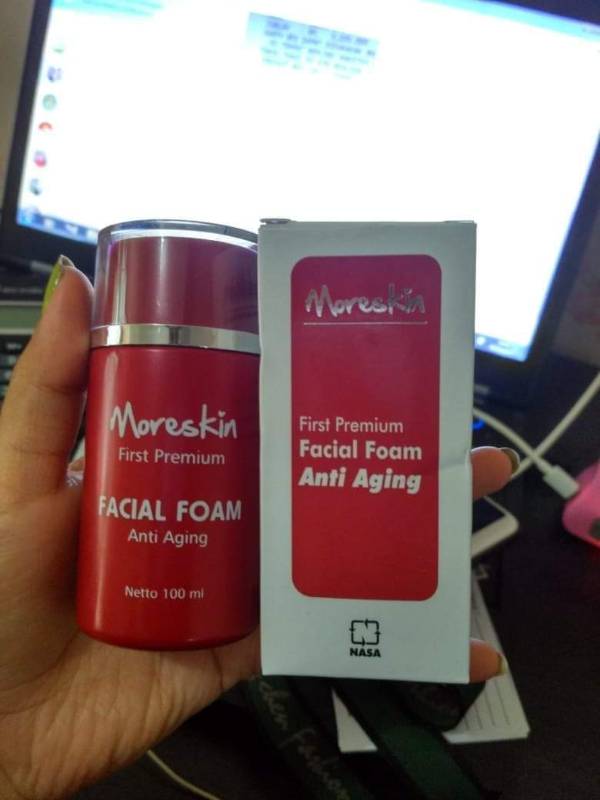 Moreskin
First Premium
FACIAL FOAM
Anti Aging
Netto 100 ml
Moreskin
First Premium
Facial Foam
Anti Aging
NASA